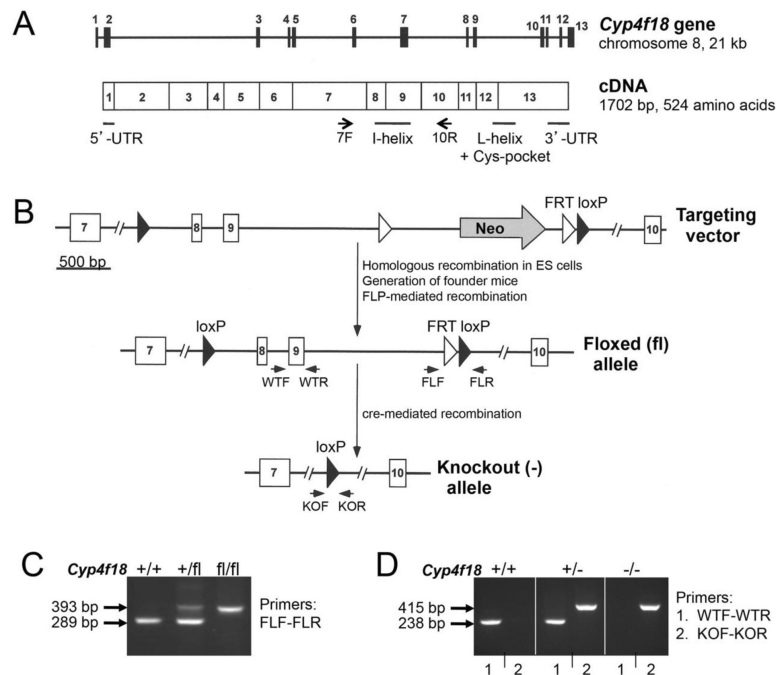 A
1 2 3 4 5 6 7 8 9 10 11 12 13
Cyp4f18 gene
chromosome 8, 21 kb
1 2 3 4 5 6 7 8 9 10 11 12 13
cDNA
1702 bp, 524 amino acids
5'-UTR 7F I-helix 10R L-helix 3'-UTR
+ Cys-pocket
B
FRT loxP
7 8 9 Neo 10
Targeting
vector
500 bp
Homologous recombination in ES cells
Generation of founder mice
FLP-mediated recombination
loxP FRT loxP
7 8 9 10
Floxed (fl)
allele
WTF WTR FLF FLR
cre-mediated recombination
loxP
7 10
Knockout (-)
allele
KOF KOR
C
Cyp4f18 +/+ +/fl fl/fl
393 bp
289 bp
Primers:
FLF-FLR
D
Cyp4f18 +/+ +/- -/-
415 bp
238 bp
Primers:
1. WTF-WTR
2. KOF-KOR
1 2 1 2 1 2